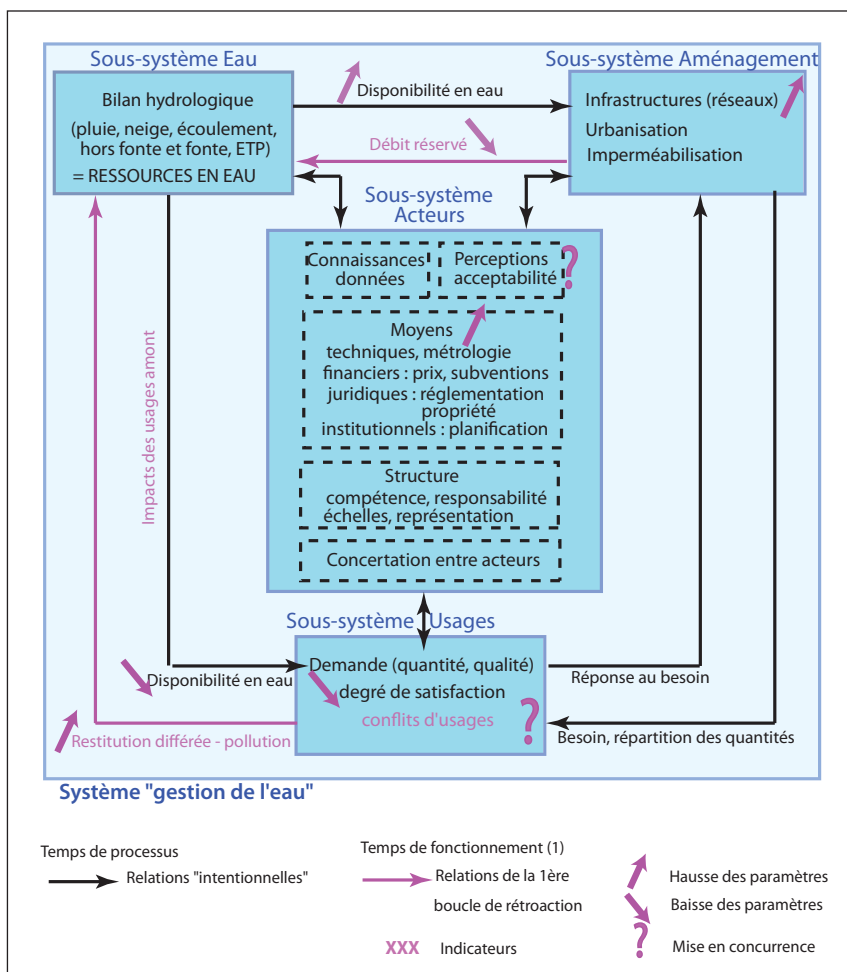 Sous-système Eau
Sous-système Aménagement
Bilan hydrologique
(pluie, neige, écoulement,
hors fonte et fonte, ETP)
= RESSOURCES EN EAU
Disponibilité en eau
Débit réservé
Infrastructures (réseaux)
Urbanisation
Imperméabilisation
Sous-système
Acteurs
Connaissances
données
Perceptions
acceptabilité
?
Moyens
techniques, métrologie
financiers : prix, subventions
juridiques : réglementation
propriété
institutionnels : planification
Structure
compétence, responsabilité
échelles, représentation
Concertation entre acteurs
Impacts des usages amont
Sous-système Usages
Demande (quantité, qualité)
degré de satisfaction
conflits d'usages
?
Disponibilité en eau
Réponse au besoin
Restitution différée - pollution
Besoin, répartition des quantités
Système "gestion de l'eau"
Temps de processus
Relations "intentionnelles"
Temps de fonctionnement (1)
Relations de la 1ère
boucle de rétroaction
XXX Indicateurs
Hausse des paramètres
Baisse des paramètres
? Mise en concurrence